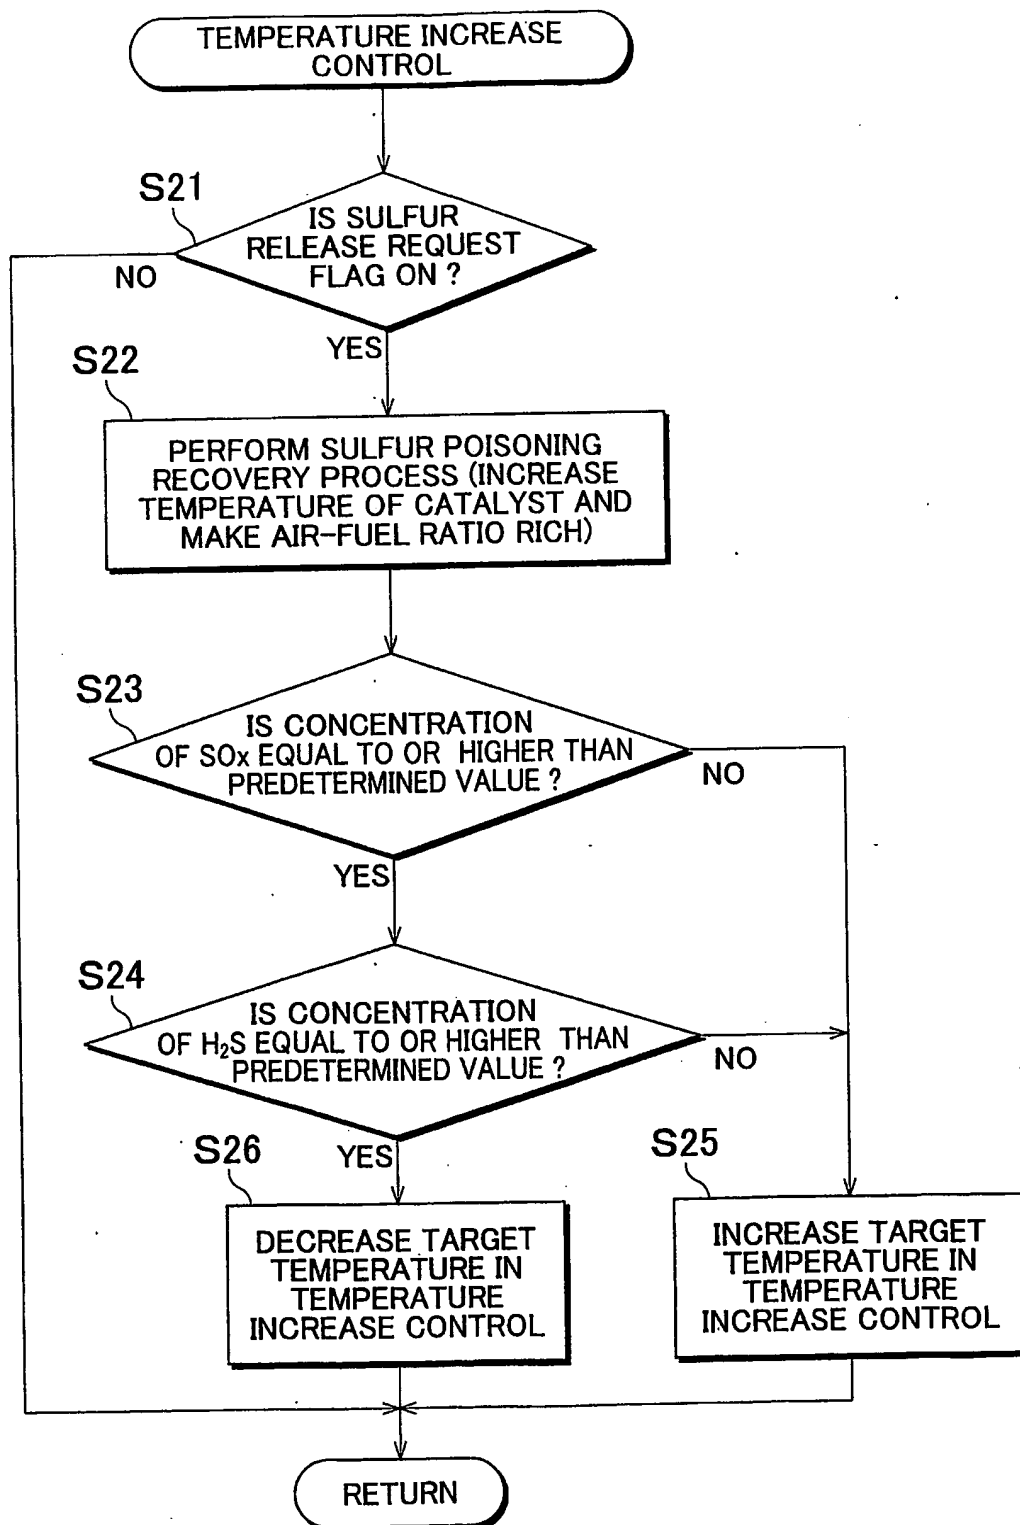 TEMPERATURE INCREASE
CONTROL
S21
IS SULFUR
RELEASE REQUEST
FLAG ON ?
NO
YES
S22
PERFORM SULFUR POISONING
RECOVERY PROCESS (INCREASE
TEMPERATURE OF CATALYST AND
MAKE AIR-FUEL RATIO RICH)
S23
IS CONCENTRATION
OF SOx EQUAL TO OR HIGHER THAN
PREDETERMINED VALUE ?
NO
YES
S24
IS CONCENTRATION
OF H₂S EQUAL TO OR HIGHER THAN
PREDETERMINED VALUE ?
NO
YES
S26
DECREASE TARGET
TEMPERATURE IN
TEMPERATURE
INCREASE CONTROL
S25
INCREASE TARGET
TEMPERATURE IN
TEMPERATURE
INCREASE CONTROL
RETURN